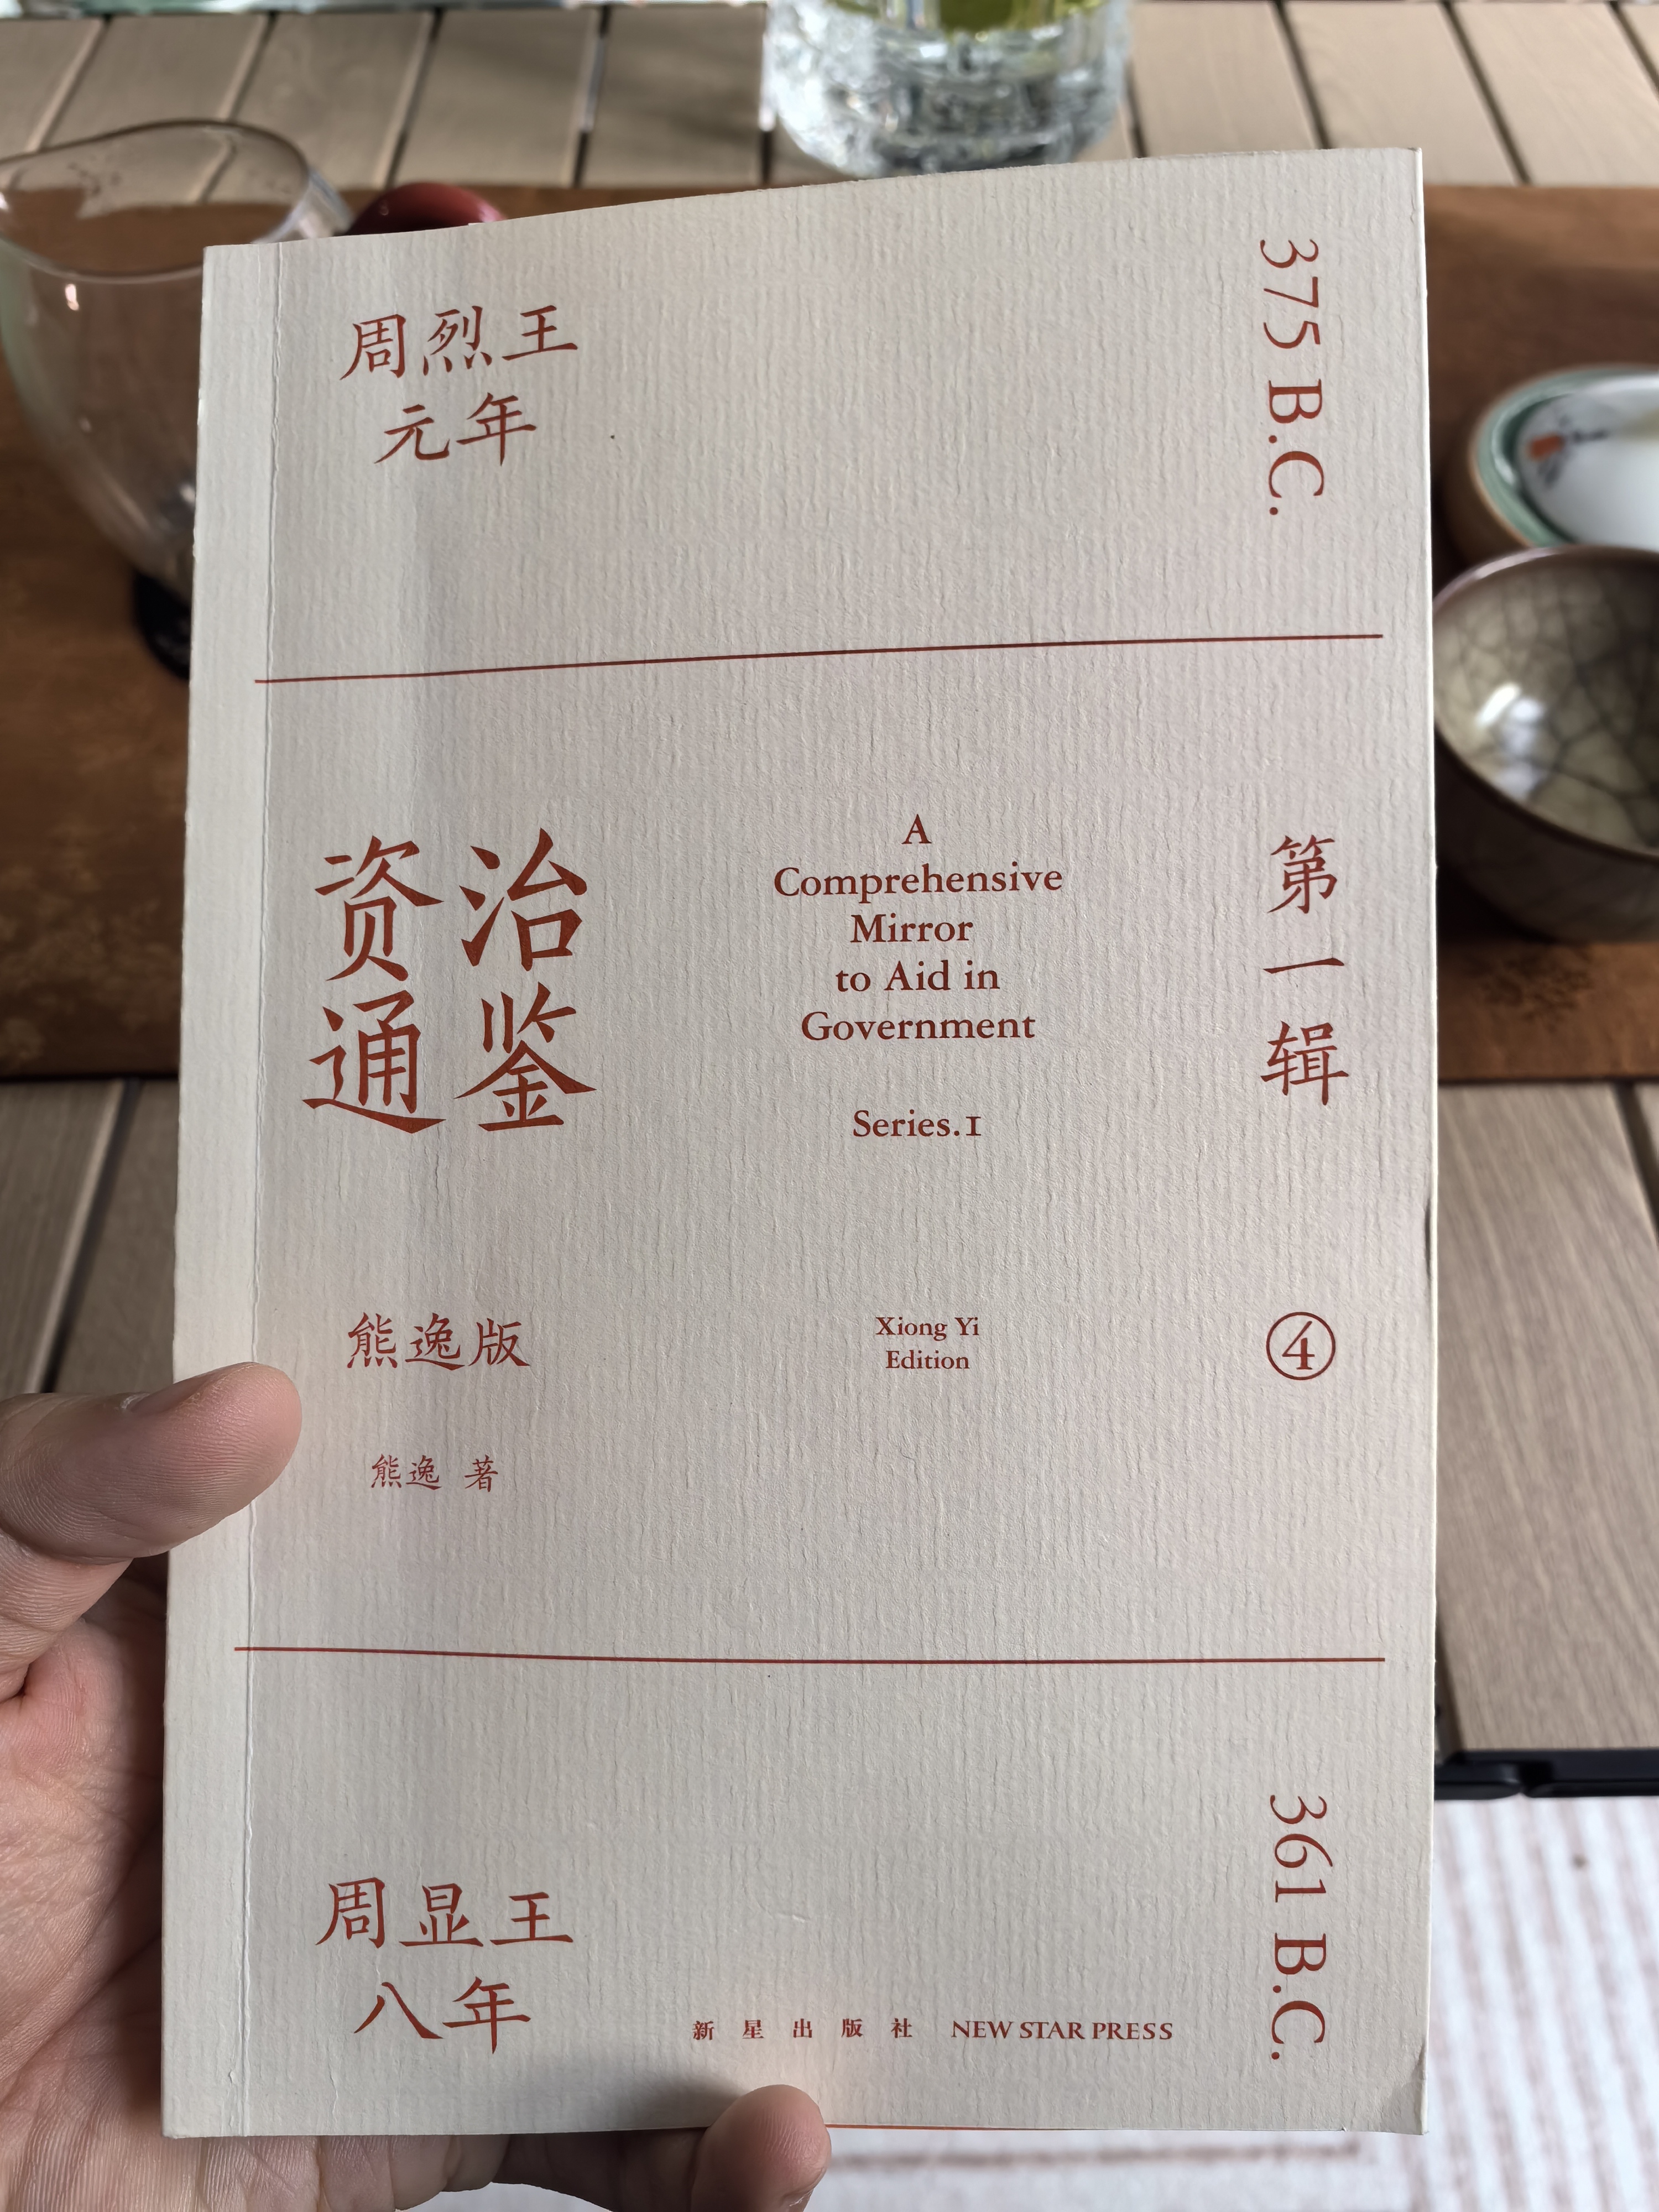 周烈王
元年
375 B.C.
资治
通鉴
A
Comprehensive
Mirror
to Aid in
Government
Series.1
第一辑
熊逸版
Xiong Yi
Edition
④
熊逸 著
周显王
八年
361 B.C.
新星出版社 NEW STAR PRESS